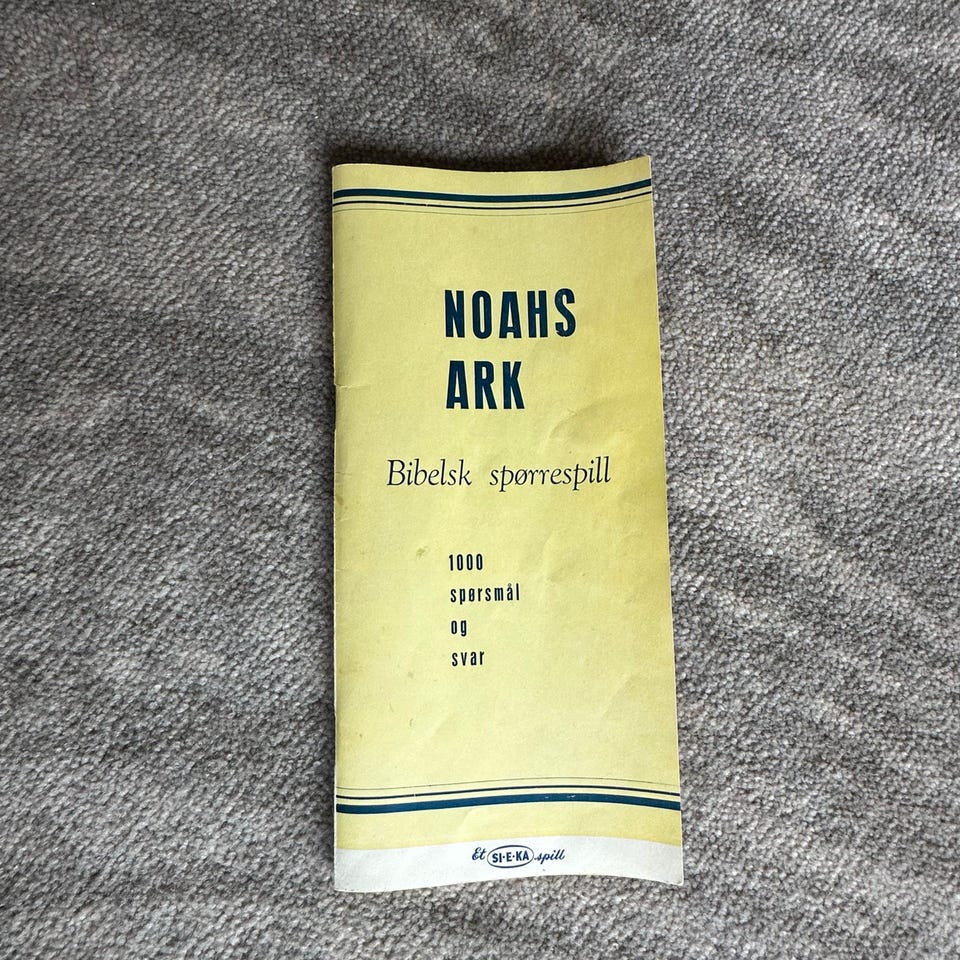 NOAHS
ARK
Bibelsk spørrespill
1000
spørsmål
og
svar
Et SI-E-KA spill